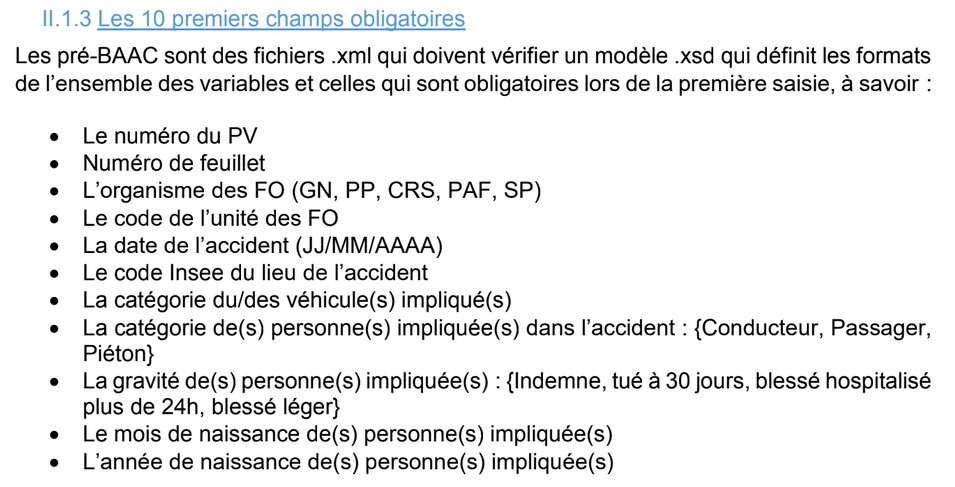 II.1.3 Les 10 premiers champs obligatoires
Les pré-BAAC sont des fichiers .xml qui doivent vérifier un modèle .xsd qui définit les formats
de l’ensemble des variables et celles qui sont obligatoires lors de la première saisie, à savoir :
• Le numéro du PV
• Numéro de feuillet
• L’organisme des FO (GN, PP, CRS, PAF, SP)
• Le code de l’unité des FO
• La date de l’accident (JJ/MM/AAAA)
• Le code Insee du lieu de l’accident
• La catégorie du/des véhicule(s) impliqué(s)
• La catégorie de(s) personne(s) impliquée(s) dans l’accident : {Conducteur, Passager,
Piéton}
• La gravité de(s) personne(s) impliquée(s) : {Indemne, tué à 30 jours, blessé hospitalisé
plus de 24h, blessé léger}
• Le mois de naissance de(s) personne(s) impliquée(s)
• L’année de naissance de(s) personne(s) impliquée(s)